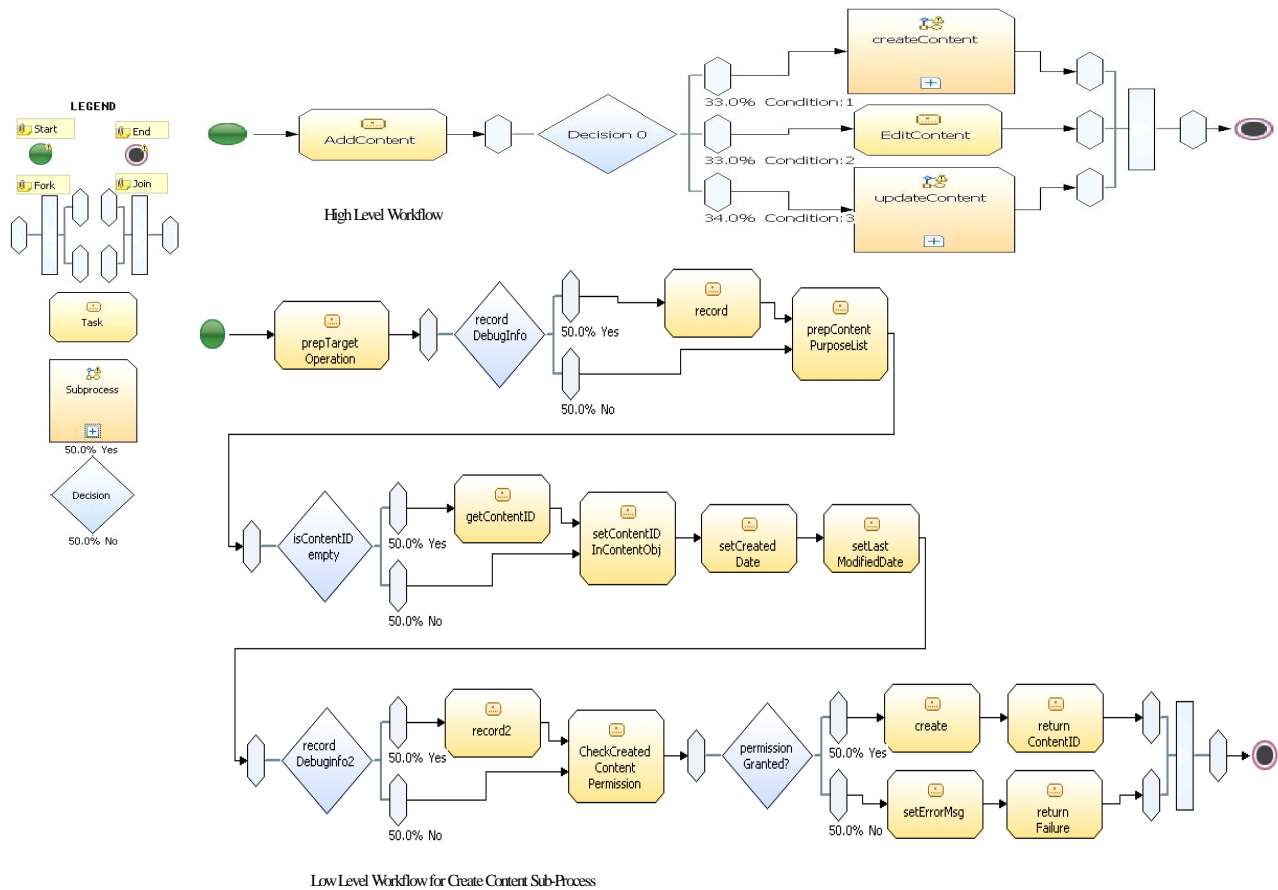 LEGEND
Start
End
Fork
Join
Task
Subprocess
50.0% Yes
Decision
50.0% No
AddContent
Decision 0
createContent
33.0% Condition:1
EditContent
33.0% Condition:2
updateContent
34.0% Condition:3
High Level Workflow
prepTarget
Operation
record
DebugInfo
50.0% Yes
50.0% No
record
prepContent
PurposeList
isContentID
empty
50.0% Yes
50.0% No
getContentID
setContentID
InContentObj
setCreated
Date
setLast
ModifiedDate
record
Debuginfo2
50.0% Yes
50.0% No
record2
CheckCreated
Content
Permission
permission
Granted?
50.0% Yes
50.0% No
create
return
ContentID
setErrorMsg
return
Failure
Low Level Workflow for Create Content Sub-Process